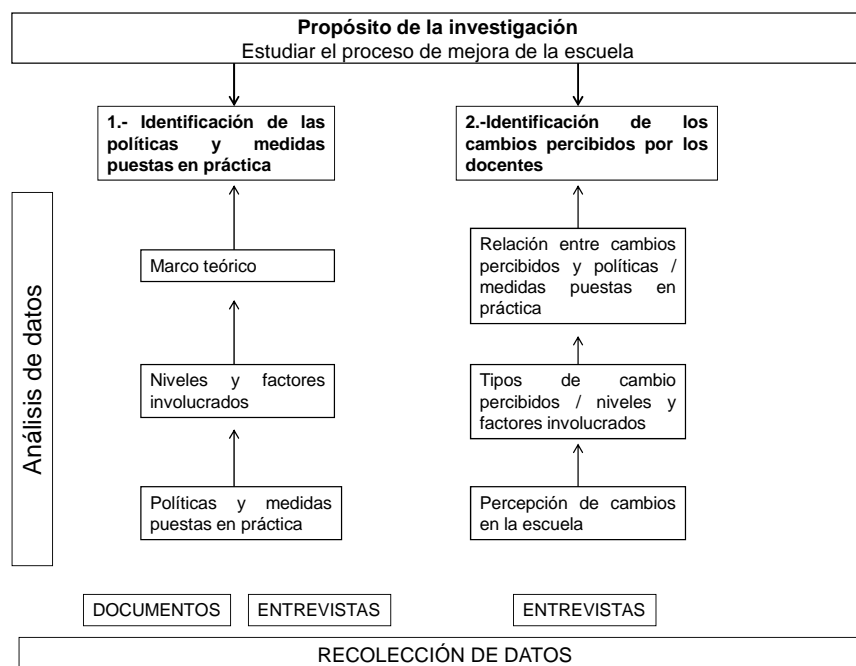 Propósito de la investigación
Estudiar el proceso de mejora de la escuela
1.- Identificación de las
políticas y medidas
puestas en práctica
2.-Identificación de los
cambios percibidos por los
docentes
Análisis de datos
Marco teórico
Relación entre cambios
percibidos y políticas /
medidas puestas en
práctica
Niveles y factores
involucrados
Tipos de cambio
percibidos / niveles y
factores involucrados
Políticas y medidas
puestas en práctica
Percepción de cambios
en la escuela
DOCUMENTOS
ENTREVISTAS
ENTREVISTAS
RECOLECCIÓN DE DATOS